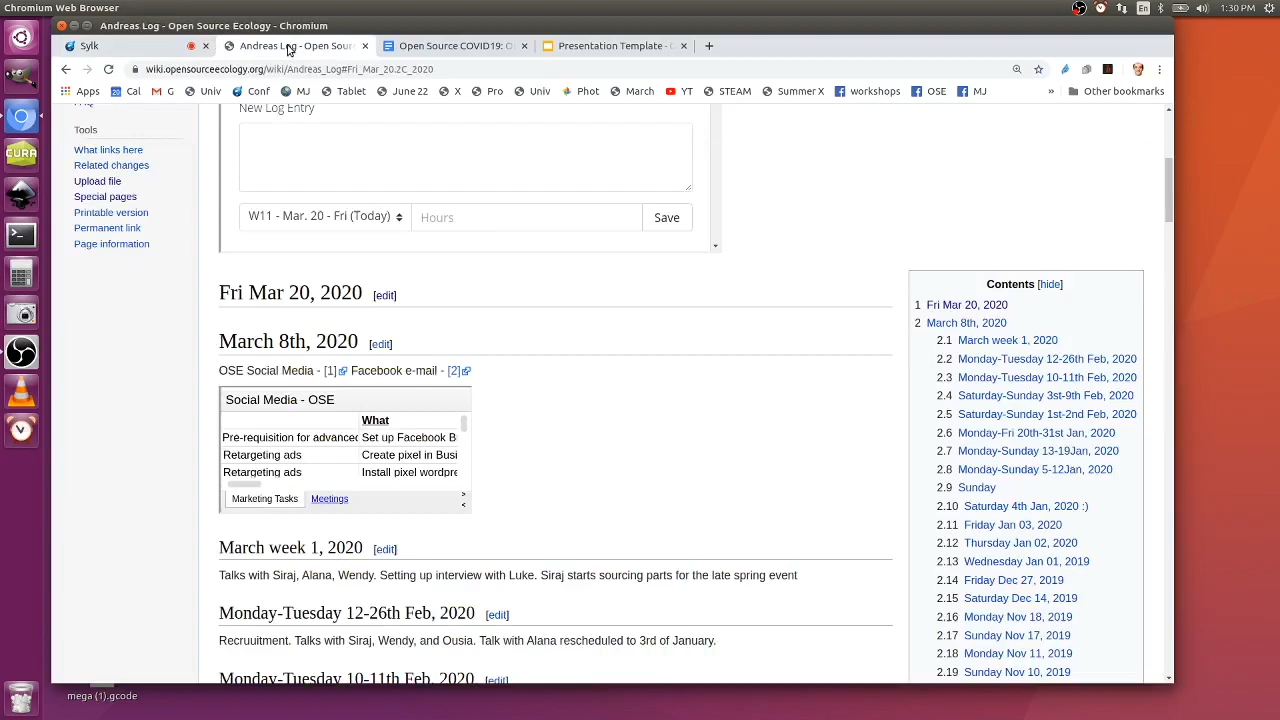 Chromium Web Browser
En
1:30 PM
Andreas Log - Open Source Ecology - Chromium
Sylk
Andreas Log - Open Sour
Open Source COVID19: O
Presentation Template - 
wiki.opensourceecology.org/wiki/Andreas_Log#Fri_Mar_20.2C_2020
Apps
Cal
G
Univ
Conf
MJ
Tablet
June 22
X
Pro
Univ
Phot
March
YT
STEAM
Summer X
workshops
OSE
MJ
»
Other bookmarks
FAQ
Tools
What links here
Related changes
Upload file
Special pages
Printable version
Permanent link
Page information
New Log Entry
W11 - Mar. 20 - Fri (Today)
Hours
Save
Fri Mar 20, 2020 [edit]
March 8th, 2020 [edit]
OSE Social Media - [1] Facebook e-mail - [2]
Social Media - OSE
What
Pre-requisition for advanced Set up Facebook B
Retargeting ads Create pixel in Busi
Retargeting ads Install pixel wordpre
Marketing Tasks Meetings
>
<
March week 1, 2020 [edit]
Talks with Siraj, Alana, Wendy. Setting up interview with Luke. Siraj starts sourcing parts for the late spring event
Monday-Tuesday 12-26th Feb, 2020 [edit]
Recruuitment. Talks with Siraj, Wendy, and Ousia. Talk with Alana rescheduled to 3rd of January.
Monday-Tuesday 10-11th Feb, 2020 [edit]
Contents [hide]
1 Fri Mar 20, 2020
2 March 8th, 2020
2.1 March week 1, 2020
2.2 Monday-Tuesday 12-26th Feb, 2020
2.3 Monday-Tuesday 10-11th Feb, 2020
2.4 Saturday-Sunday 3st-9th Feb, 2020
2.5 Saturday-Sunday 1st-2nd Feb, 2020
2.6 Monday-Fri 20th-31st Jan, 2020
2.7 Monday-Sunday 13-19Jan, 2020
2.8 Monday-Sunday 5-12Jan, 2020
2.9 Sunday
2.10 Saturday 4th Jan, 2020 :)
2.11 Friday Jan 03, 2020
2.12 Thursday Jan 02, 2020
2.13 Wednesday Jan 01, 2019
2.14 Friday Dec 27, 2019
2.15 Saturday Dec 14, 2019
2.16 Monday Nov 18, 2019
2.17 Sunday Nov 17, 2019
2.18 Monday Nov 11, 2019
2.19 Sunday Nov 10, 2019
CURA
mega (1).gcode